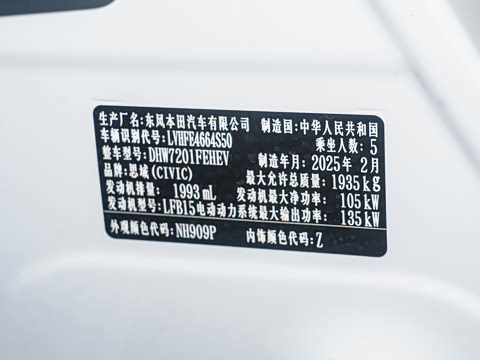 生产厂名:东风本田汽车有限公司 制造国:中华人民共和国
车辆识别代号:LVHFE4664S50 乘坐人数:5
整车型号:DHW7201FEHEV 制造年月:2025年2月
品牌:思域(CIVIC) 最大允许总质量:1935kg
发动机排量:1993mL 发动机最大净功率:105kW
发动机型号:LFB15电动动力系统最大输出功率:135kW
外观颜色代码:NH909P 内饰颜色代码:Z